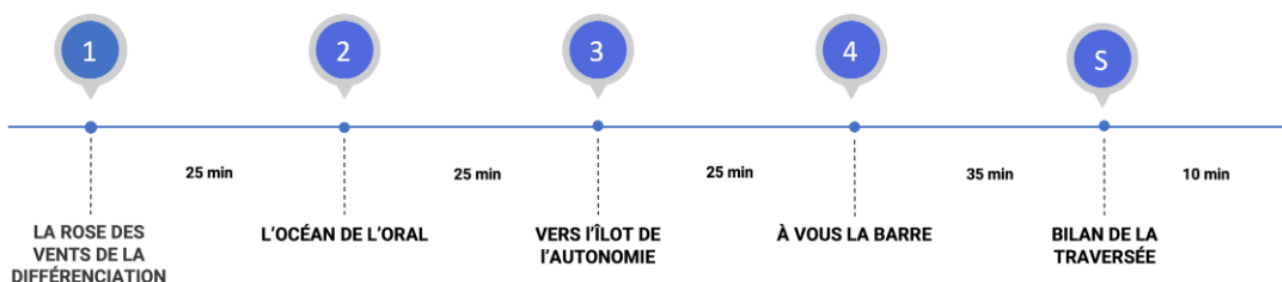 1
2
3
4
S
25 min
25 min
25 min
35 min
10 min
LA ROSE DES
VENTS DE LA
DIFFÉRENCIATION
L'OCÉAN DE L'ORAL
VERS l'ÎLOT DE
l'AUTONOMIE
À VOUS LA BARRE
BILAN DE LA
TRAVERSÉE